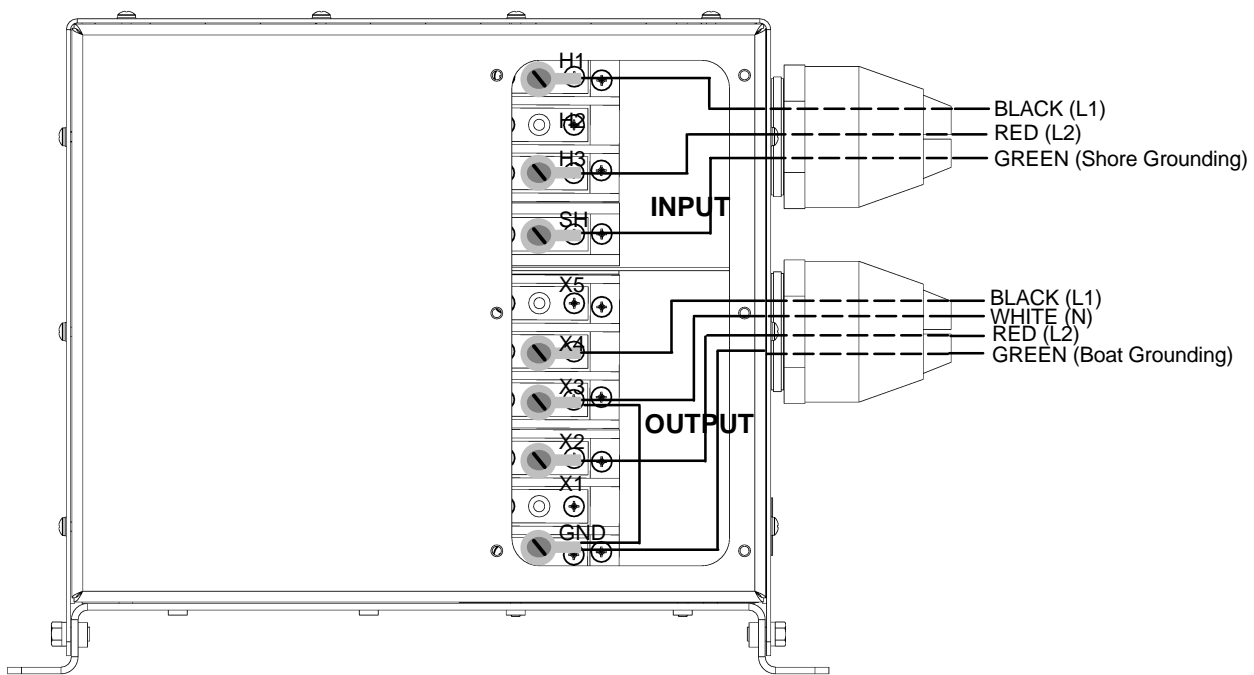 H1
H2
H3
SH
INPUT
X5
X4
X3
OUTPUT
X2
X1
GND
BLACK (L1)
RED (L2)
GREEN (Shore Grounding)
BLACK (L1)
WHITE (N)
RED (L2)
GREEN (Boat Grounding)